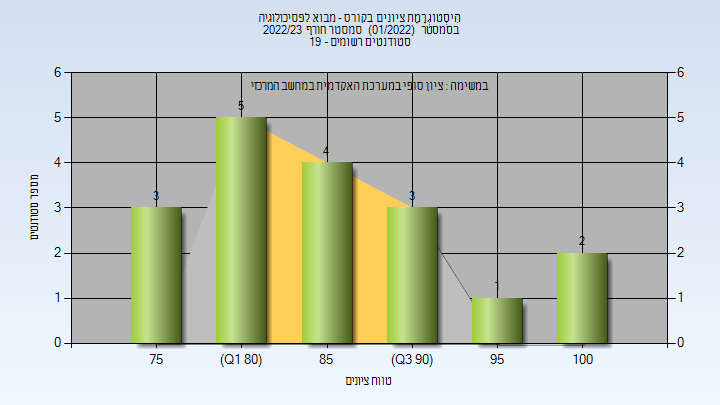 הִיסְטוֹגְרָמַת ציונים בקורס - מבוא לפסיכולוגיה
בסמסטר (01/2022) סמסטר חורף 2022/23
סטודנטים רשומים - 19
במשימה : ציון סופי במערכת האקדמית במחשב המרכזי
6 6
5 5
4 4
3 3
2 2
1 1
0 0
3 5 4 3 1 2
מספר סטודנטים
75 (Q1 80) 85 (Q3 90) 95 100
טווח ציונים